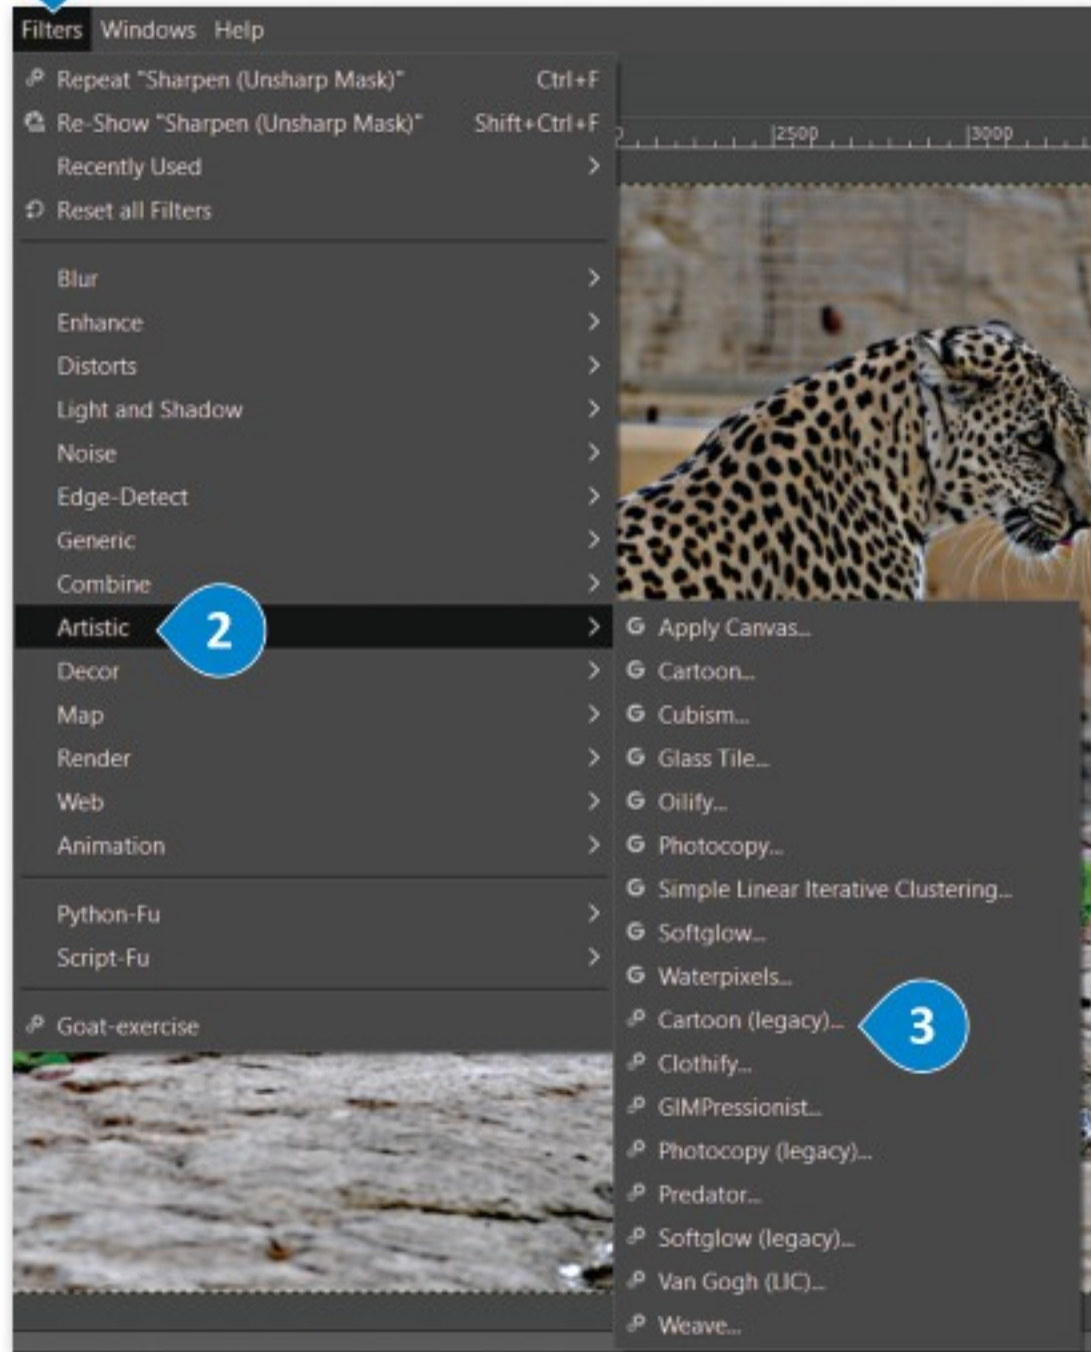 Filters Windows Help
Repeat "Sharpen (Unsharp Mask)" Ctrl+F
Re-Show "Sharpen (Unsharp Mask)" Shift+Ctrl+F
Recently Used
Reset all Filters
2500
3000
Blur
Enhance
Distorts
Light and Shadow
Noise
Edge-Detect
Generic
Combine
Artistic
2
Decor
Map
Render
Web
Animation
Python-Fu
Script-Fu
Goat-exercise
Apply Canvas...
Cartoon...
Cubism...
Glass Tile...
Oilify...
Photocopy...
Simple Linear Iterative Clustering...
Softglow...
Waterpixels...
Cartoon (legacy)...
3
Clothify...
GIMPressionist...
Photocopy (legacy)...
Predator...
Softglow (legacy)...
Van Gogh (LIC)...
Weave...